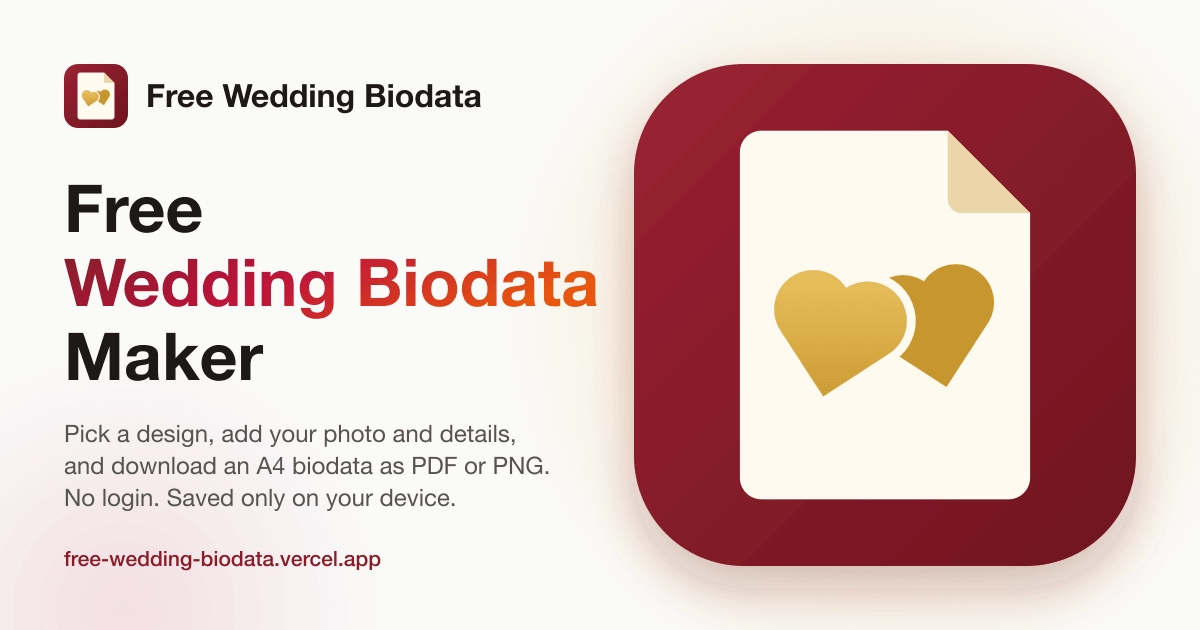 Free Wedding Biodata
Free
Wedding Biodata
Maker
Pick a design, add your photo and details,
and download an A4 biodata as PDF or PNG.
No login. Saved only on your device.
free-wedding-biodata.vercel.app